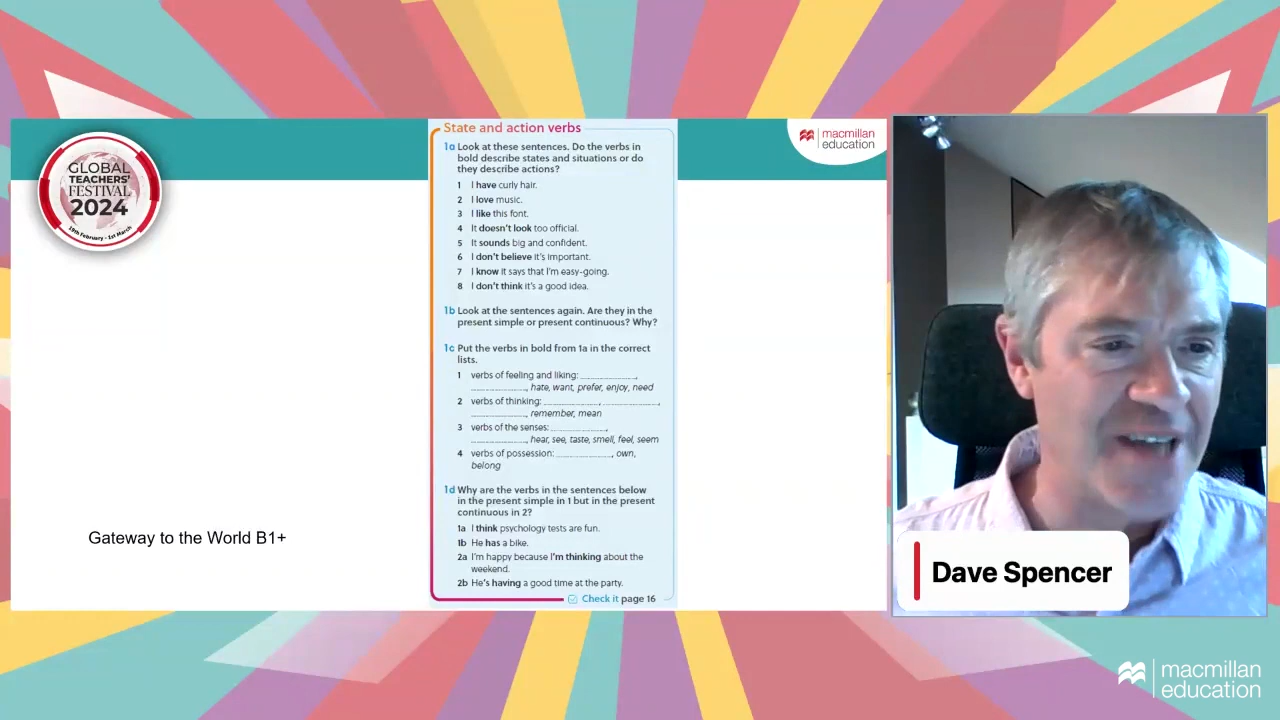 GLOBAL
TEACHERS'
FESTIVAL
2024
19th February - 1st March
State and action verbs
1a Look at these sentences. Do the verbs in
bold describe states and situations or do
they describe actions?
1 I have curly hair.
2 I love music.
3 I like this font.
4 It doesn't look too official.
5 It sounds big and confident.
6 I don't believe it's important.
7 I know it says that I'm easy-going.
8 I don't think it's a good idea.
1b Look at the sentences again. Are they in the
present simple or present continuous? Why?
1c Put the verbs in bold from 1a in the correct
lists.
1 verbs of feeling and liking: ...................,
..................., hate, want, prefer, enjoy, need
2 verbs of thinking: ..................., ...................,
..................., remember, mean
3 verbs of the senses: ...................,
..................., hear, see, taste, smell, feel, seem
4 verbs of possession: ..................., own,
belong
1d Why are the verbs in the sentences below
in the present simple in 1 but in the present
continuous in 2?
1a I think psychology tests are fun.
1b He has a bike.
2a I'm happy because I'm thinking about the
weekend.
2b He's having a good time at the party.
Check it page 16
Gateway to the World B1+
macmillan
education
Dave Spencer
macmillan
education